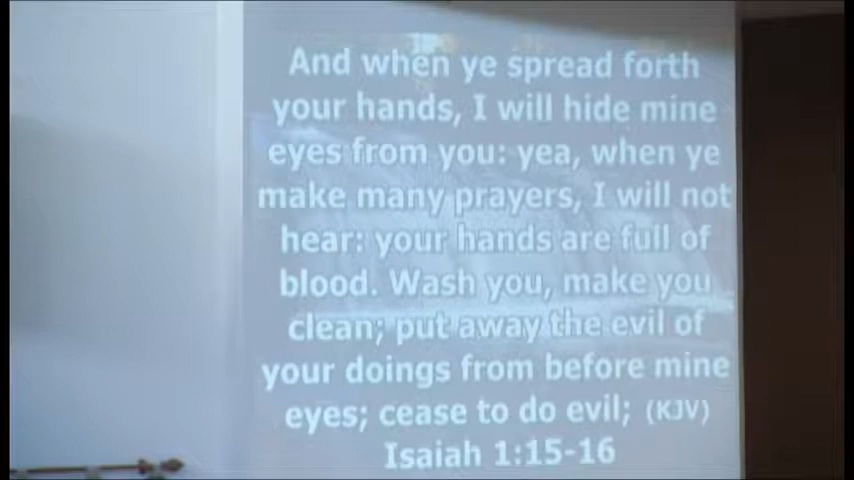 And when ye spread forth
your hands, I will hide mine
eyes from you: yea, when ye
make many prayers, I will not
hear: your hands are full of
blood. Wash you, make you
clean; put away the evil of
your doings from before mine
eyes; cease to do evil; (KJV)
Isaiah 1:15-16